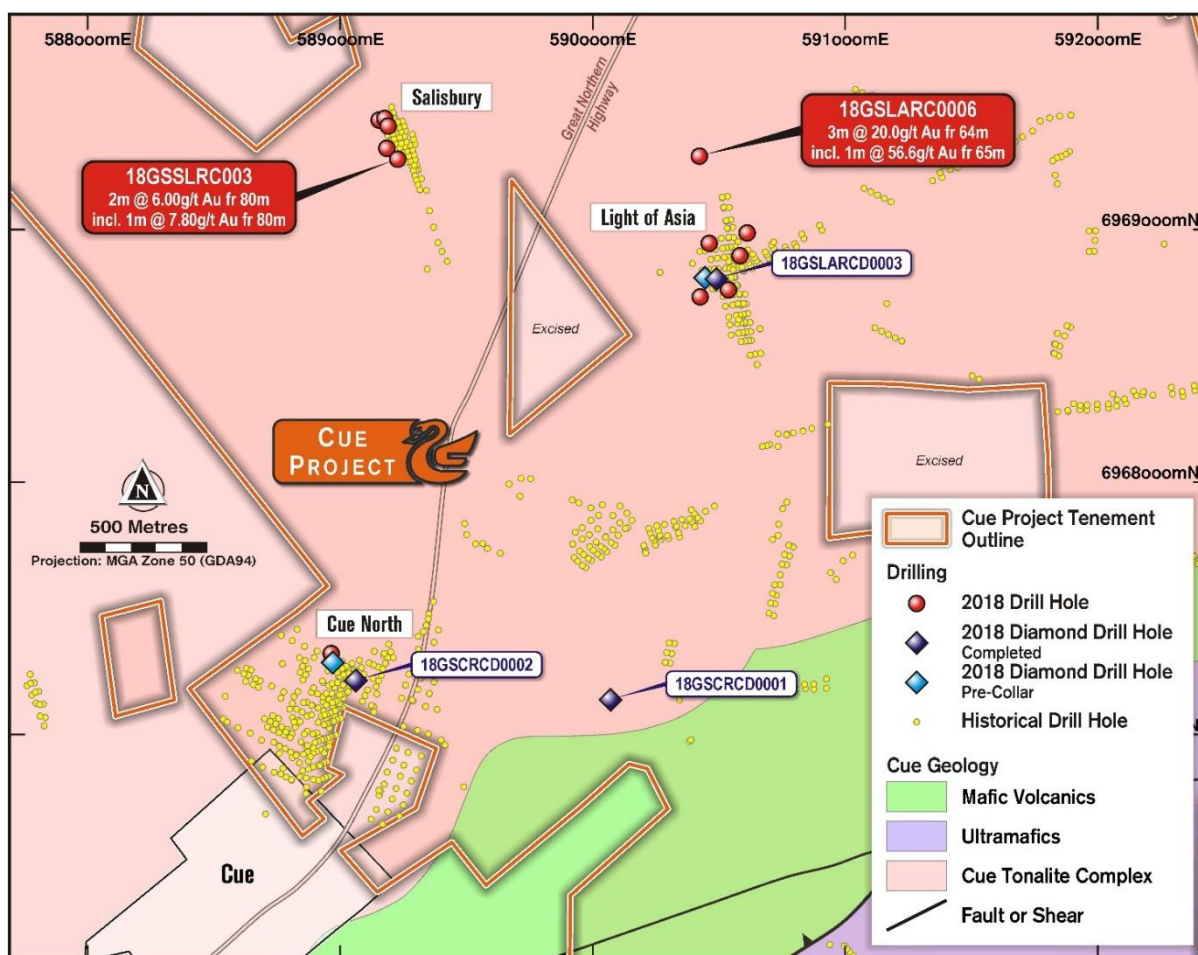 588000mE
589000mE
590000mE
591000mE
592000mE
Salisbury
Great Northern
Highway
18GSLARC0006
3m @ 20.0g/t Au fr 64m
incl. 1m @ 56.6g/t Au fr 65m
18GSSLRC003
2m @ 6.00g/t Au fr 80m
incl. 1m @ 7.80g/t Au fr 80m
Light of Asia
6969000mN
18GSLARCD0003
Excised
CUE
PROJECT
Excised
6968000mN
N
500 Metres
Projection: MGA Zone 50 (GDA94)
Cue North
18GSCRCD0002
18GSCRCD0001
Cue
Cue Project Tenement
Outline
Drilling
2018 Drill Hole
2018 Diamond Drill Hole
Completed
2018 Diamond Drill Hole
Pre-Collar
Historical Drill Hole
Cue Geology
Mafic Volcanics
Ultramafics
Cue Tonalite Complex
Fault or Shear